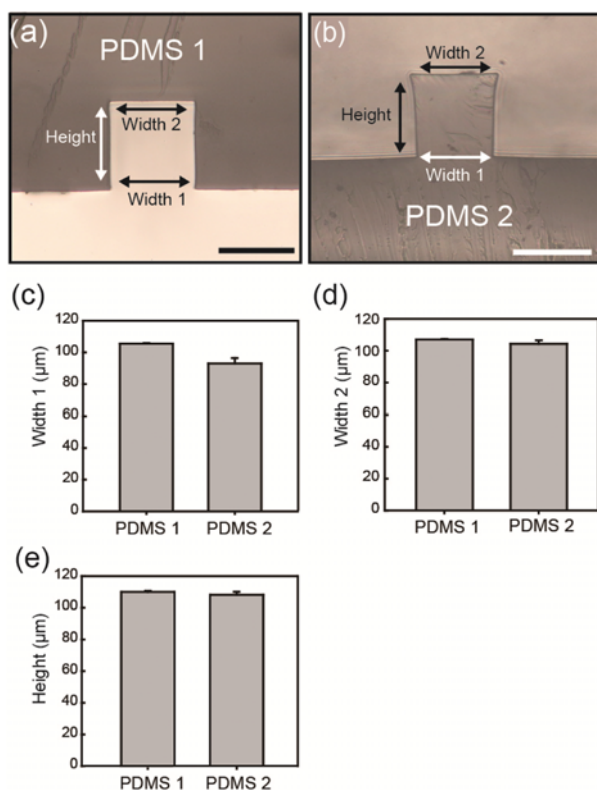 (a)
PDMS 1
Height
Width 2
Width 1
(b)
Width 2
Height
Width 1
PDMS 2
(c)
Width 1 (µm)
120
100
80
60
40
20
0
PDMS 1 PDMS 2
(d)
Width 2 (µm)
120
100
80
60
40
20
0
PDMS 1 PDMS 2
(e)
Height (µm)
120
100
80
60
40
20
0
PDMS 1 PDMS 2